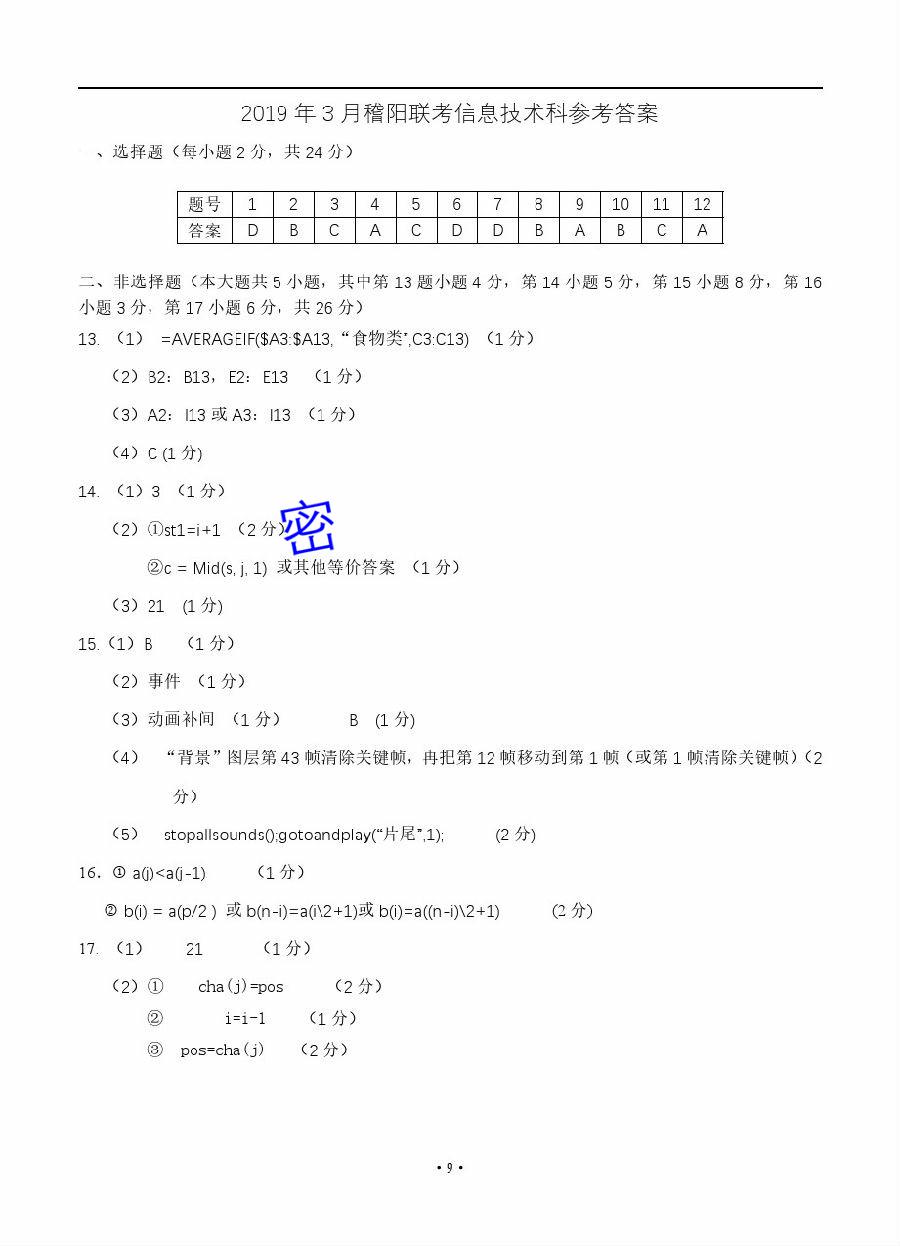 2019 年 3 月稽阳联考信息技术科参考答案
、选择题（每小题 2 分，共 24 分）
题号 1 2 3 4 5 6 7 8 9 10 11 12
答案 D B C A C D D B A B C A
二、非选择题（本大题共 5 小题，其中第 13 题小题 4 分，第 14 小题 5 分，第 15 小题 8 分，第 16
小题 3 分，第 17 小题 6 分，共 26 分）
13. （1） =AVERAGEIF($A3:$A13,“食物类”,C3:C13) （1 分）
（2）B2：B13，E2：E13 （1 分）
（3）A2：I13 或 A3：I13 （1 分）
（4）C (1 分)
14. （1）3 （1 分）
（2）①st1=i+1 （2 分）
密
②c = Mid(s, j, 1) 或其他等价答案 （1 分）
（3）21 (1 分)
15.（1）B （1 分）
（2）事件 （1 分）
（3）动画补间 （1 分） B (1 分)
（4） “背景”图层第 43 帧清除关键帧，再把第 12 帧移动到第 1 帧（或第 1 帧清除关键帧）（2
分）
（5） stopallsounds();gotoandplay(“片尾”,1); (2 分)
16. ① a(j)<a(j-1) （1 分）
② b(i) = a(p/2 ) 或 b(n-i)=a(i\2+1)或 b(i)=a((n-i)\2+1) (2 分)
17. （1） 21 （1 分）
（2）① cha(j)=pos （2 分）
② i=i-1 （1 分）
③ pos=cha(j) （2 分）
• 9 •